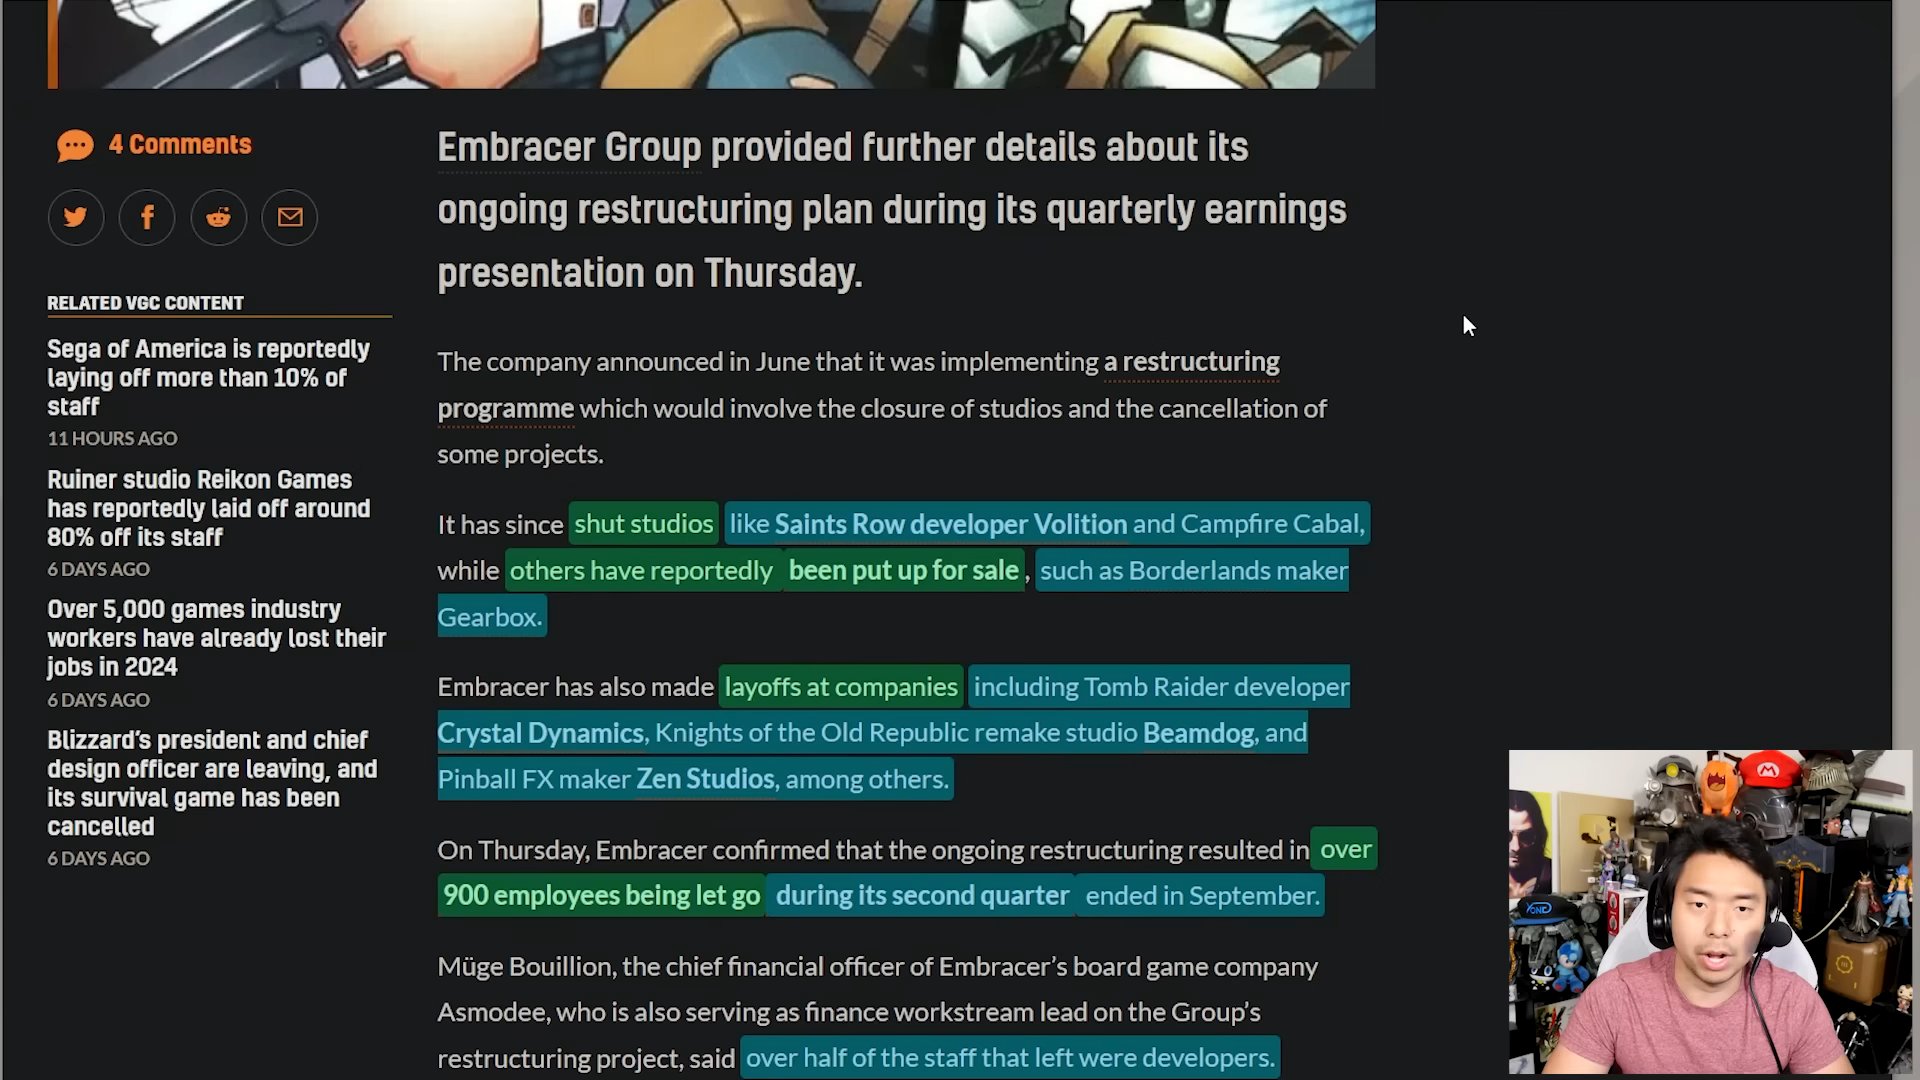 4 Comments
RELATED VGC CONTENT
Sega of America is reportedly
laying off more than 10% of
staff
11 HOURS AGO
Ruiner studio Reikon Games
has reportedly laid off around
80% off its staff
6 DAYS AGO
Over 5,000 games industry
workers have already lost their
jobs in 2024
6 DAYS AGO
Blizzard's president and chief
design officer are leaving, and
its survival game has been
cancelled
6 DAYS AGO
Embracer Group provided further details about its
ongoing restructuring plan during its quarterly earnings
presentation on Thursday.
The company announced in June that it was implementing a restructuring
programme which would involve the closure of studios and the cancellation of
some projects.
It has since shut studios like Saints Row developer Volition and Campfire Cabal,
while others have reportedly been put up for sale, such as Borderlands maker
Gearbox.
Embracer has also made layoffs at companies including Tomb Raider developer
Crystal Dynamics, Knights of the Old Republic remake studio Beamdog, and
Pinball FX maker Zen Studios, among others.
On Thursday, Embracer confirmed that the ongoing restructuring resulted in over
900 employees being let go during its second quarter ended in September.
Müge Bouillion, the chief financial officer of Embracer's board game company
Asmodee, who is also serving as finance workstream lead on the Group's
restructuring project, said over half of the staff that left were developers.